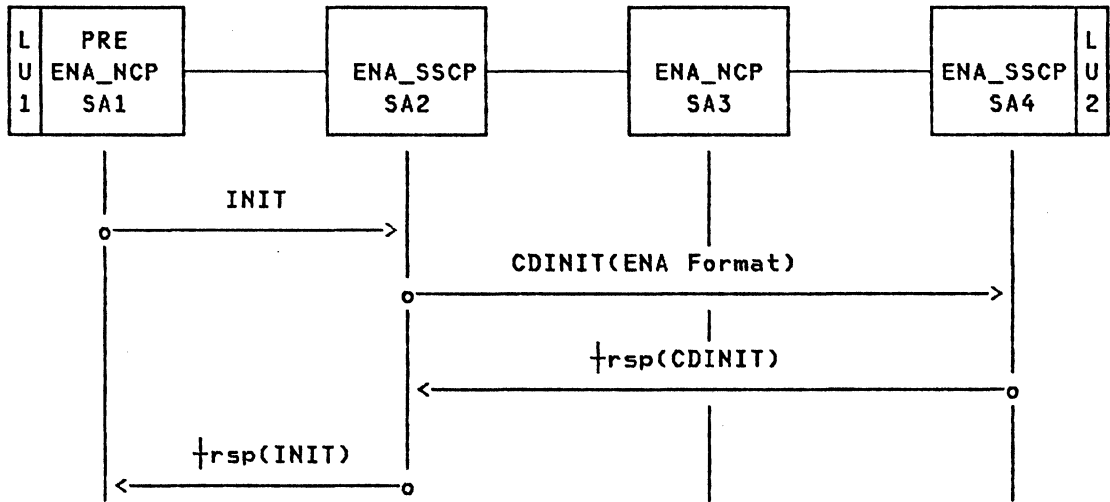 L U 1
PRE ENA_NCP SA1
ENA_SSCP SA2
ENA_NCP SA3
ENA_SSCP SA4
L U 2
INIT
CDINIT(ENA Format)
+rsp(CDINIT)
+rsp(INIT)